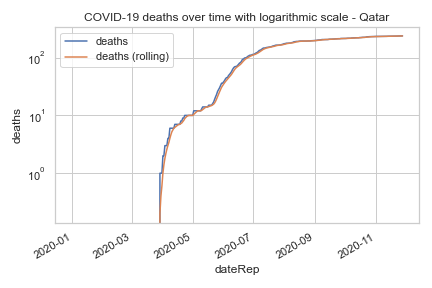 COVID-19 deaths over time with logarithmic scale - Qatar
deaths
deaths (rolling)
10²
10¹
10⁰
deaths
2020-01
2020-03
2020-05
2020-07
2020-09
2020-11
dateRep